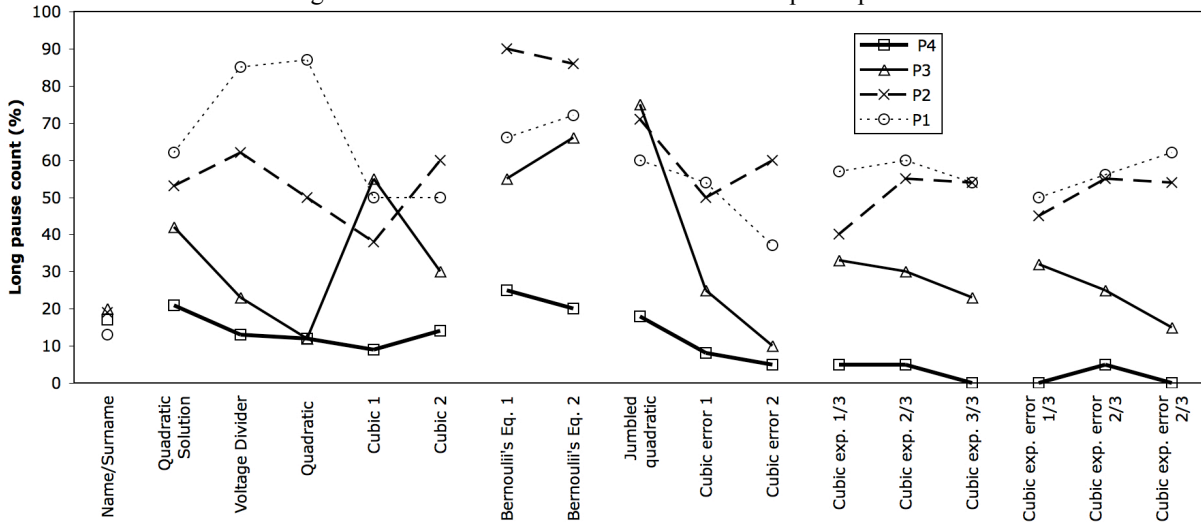 100
90
80
70
60
50
40
30
20
10
0
Long pause count (%)
P4
P3
P2
P1
Name/Surname
Quadratic
Solution
Voltage Divider
Quadratic
Cubic 1
Cubic 2
Bernoulii's Eq. 1
Bernoulii's Eq. 2
Jumbled
quadratic
Cubic error 1
Cubic error 2
Cubic exp. 1/3
Cubic exp. 2/3
Cubic exp. 3/3
Cubic exp. error
1/3
Cubic exp. error
2/3
Cubic exp. error
2/3